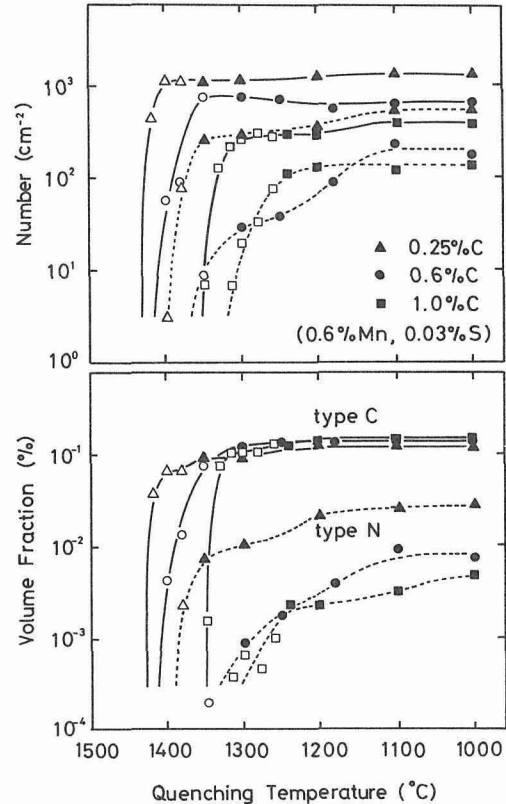 Number (cm⁻²)
10³
10²
10¹
10⁰
▲ 0.25%C
● 0.6%C
■ 1.0%C
(0.6%Mn, 0.03%S)
Volume Fraction (%)
10⁻¹
10⁻²
10⁻³
10⁻⁴
type C
type N
1500 1400 1300 1200 1100 1000
Quenching Temperature (°C)